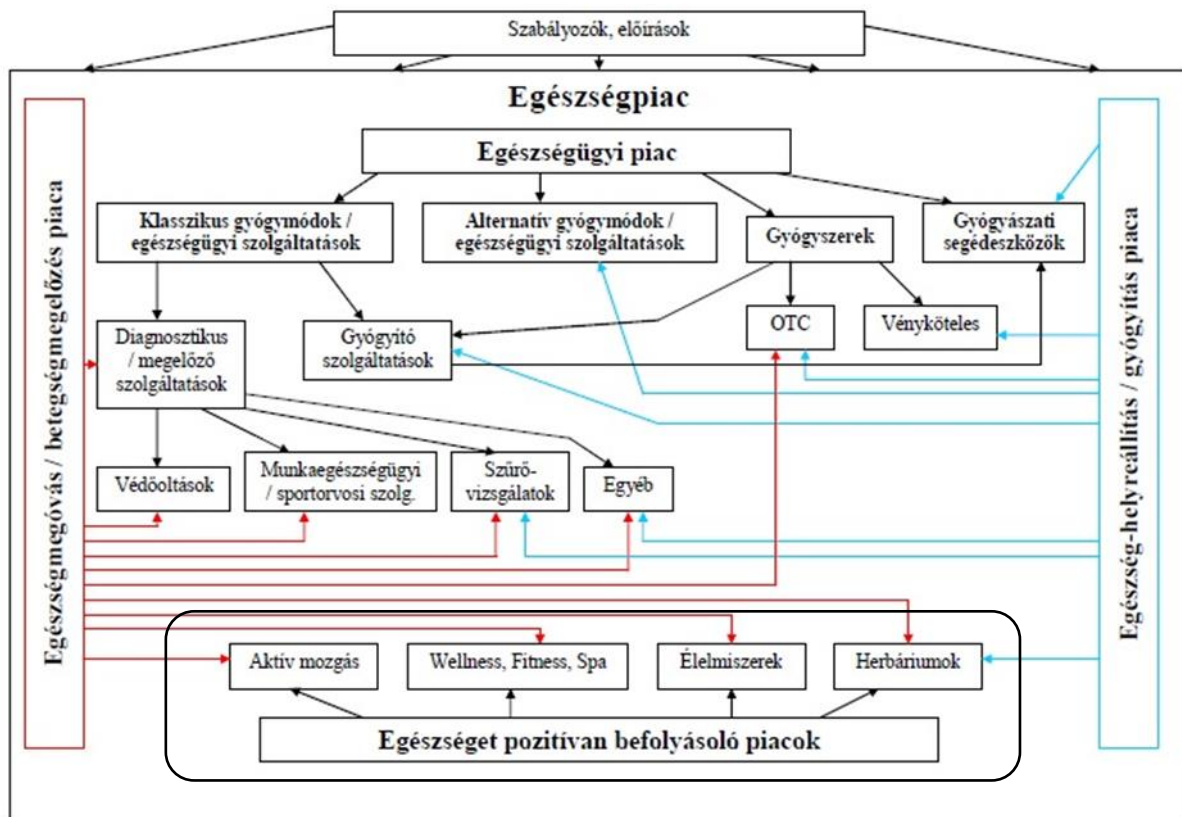 Szabályozók, előírások
Egészségpiac
Egészségügyi piac
Klasszikus gyógymódok /
egészségügyi szolgáltatások
Alternatív gyógymódok /
egészségügyi szolgáltatások
Gyógyszerek
Gyógyászati
segédeszközök
Diagnosztikus
/ megelőző
szolgáltatások
Gyógyító
szolgáltatások
OTC
Vényköteles
Védőoltások
Munkaegészségügyi
/ sportorvosi szolg.
Szűrő-
vizsgálatok
Egyéb
Aktív mozgás
Wellness, Fitness, Spa
Élelmiszerek
Herbáriumok
Egészséget pozitívan befolyásoló piacok
Egészségmegóvás / betegségmegelőzés piaca
Egészség-helyreállítás / gyógyítás piaca